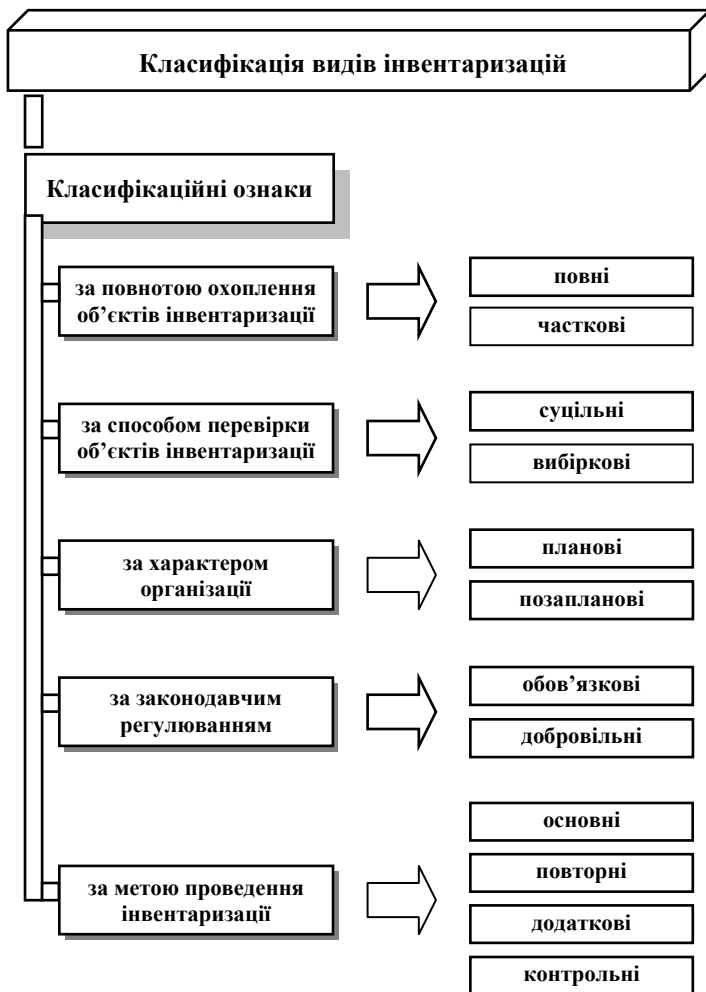 Класифікація видів інвентаризацій
Класифікаційні ознаки
за повнотою охоплення
об’єктів інвентаризації
повні
часткові
за способом перевірки
об’єктів інвентаризації
суцільні
вибіркові
за характером
організації
планові
позапланові
за законодавчим
регулюванням
обов’язкові
добровільні
за метою проведення
інвентаризації
основні
повторні
додаткові
контрольні